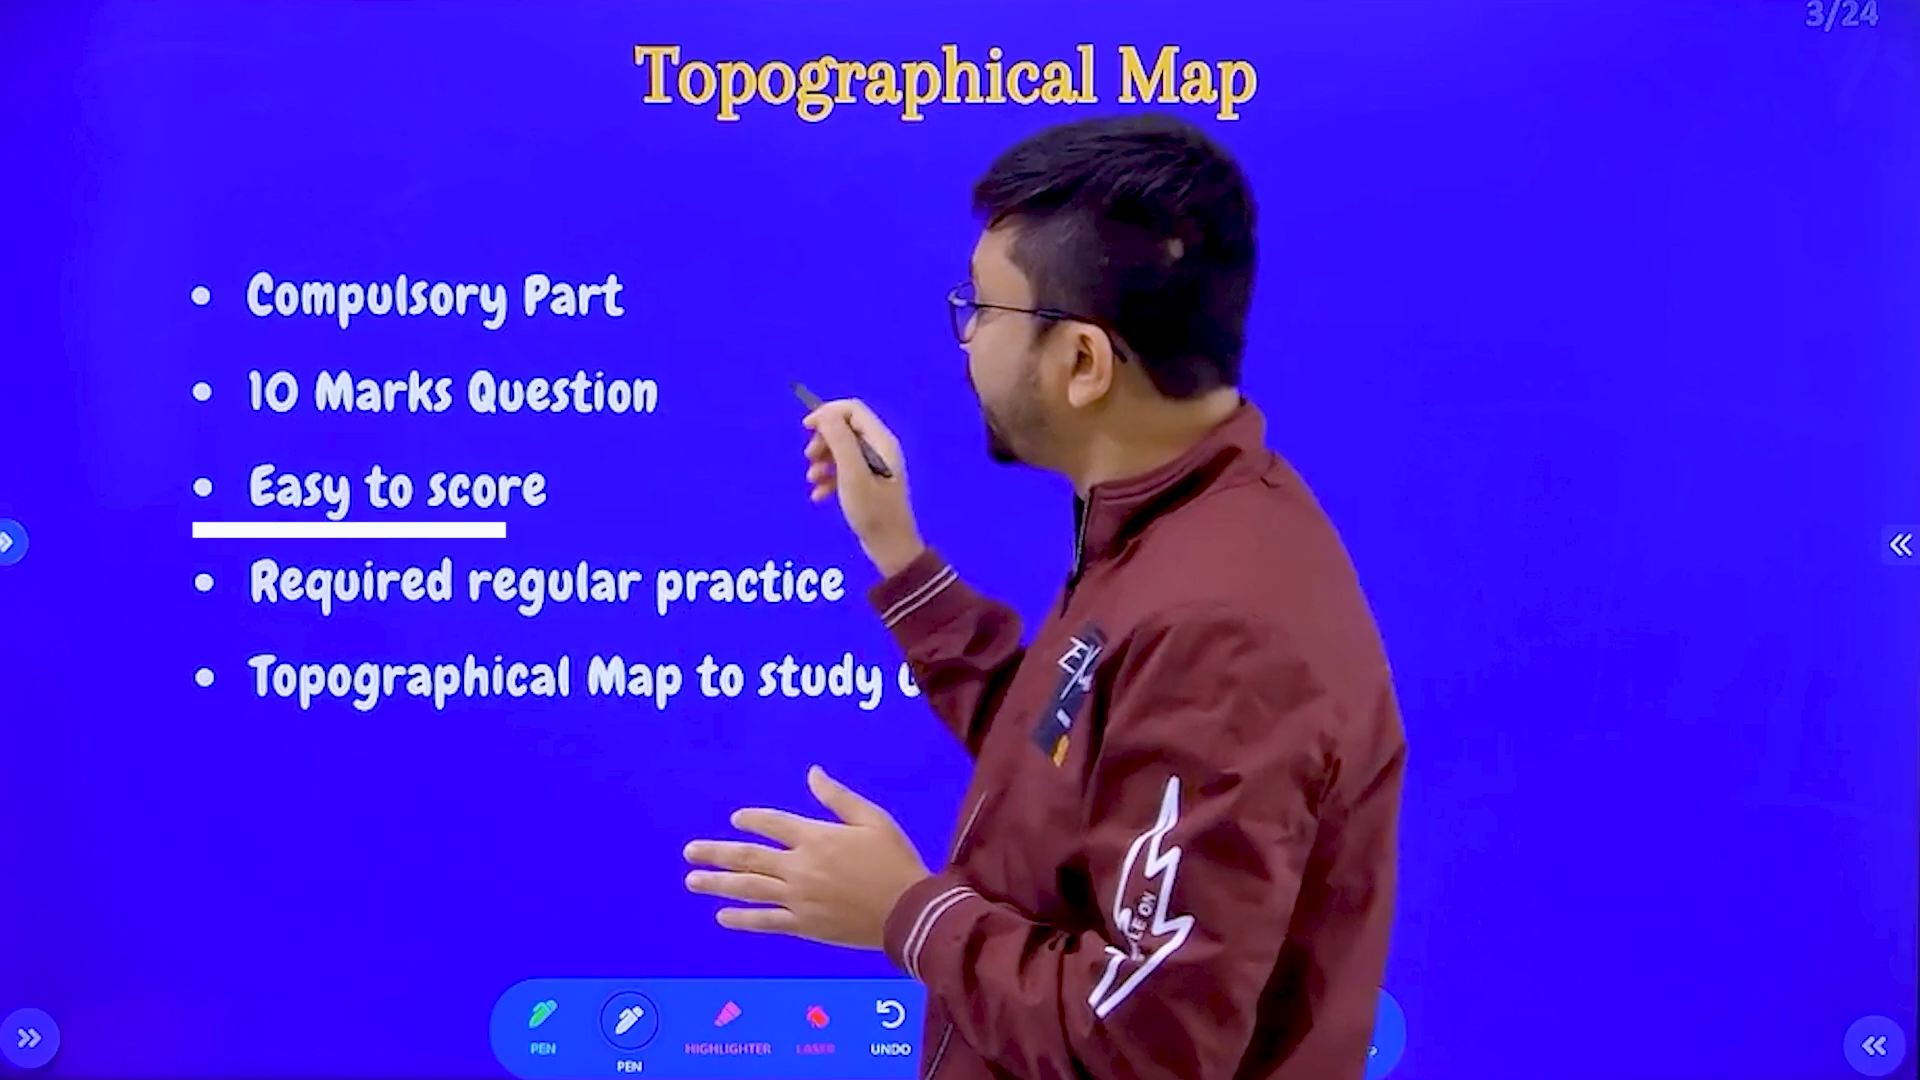 3/24
Topographical Map
• Compulsory Part
• 10 Marks Question
• Easy to score
• Required regular practice
• Topographical Map to study
PEN
PEN
HIGHLIGHTER
LASER
UNDO